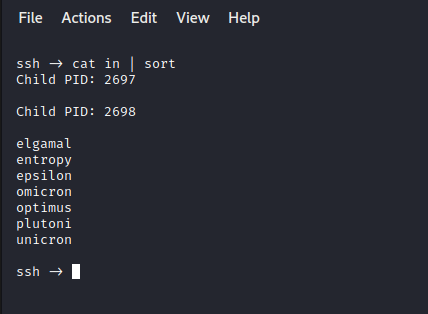 File Actions Edit View Help
ssh → cat in | sort
Child PID: 2697
Child PID: 2698
elgamal
entropy
epsilon
omicron
optimus
plutoni
unicron
ssh →